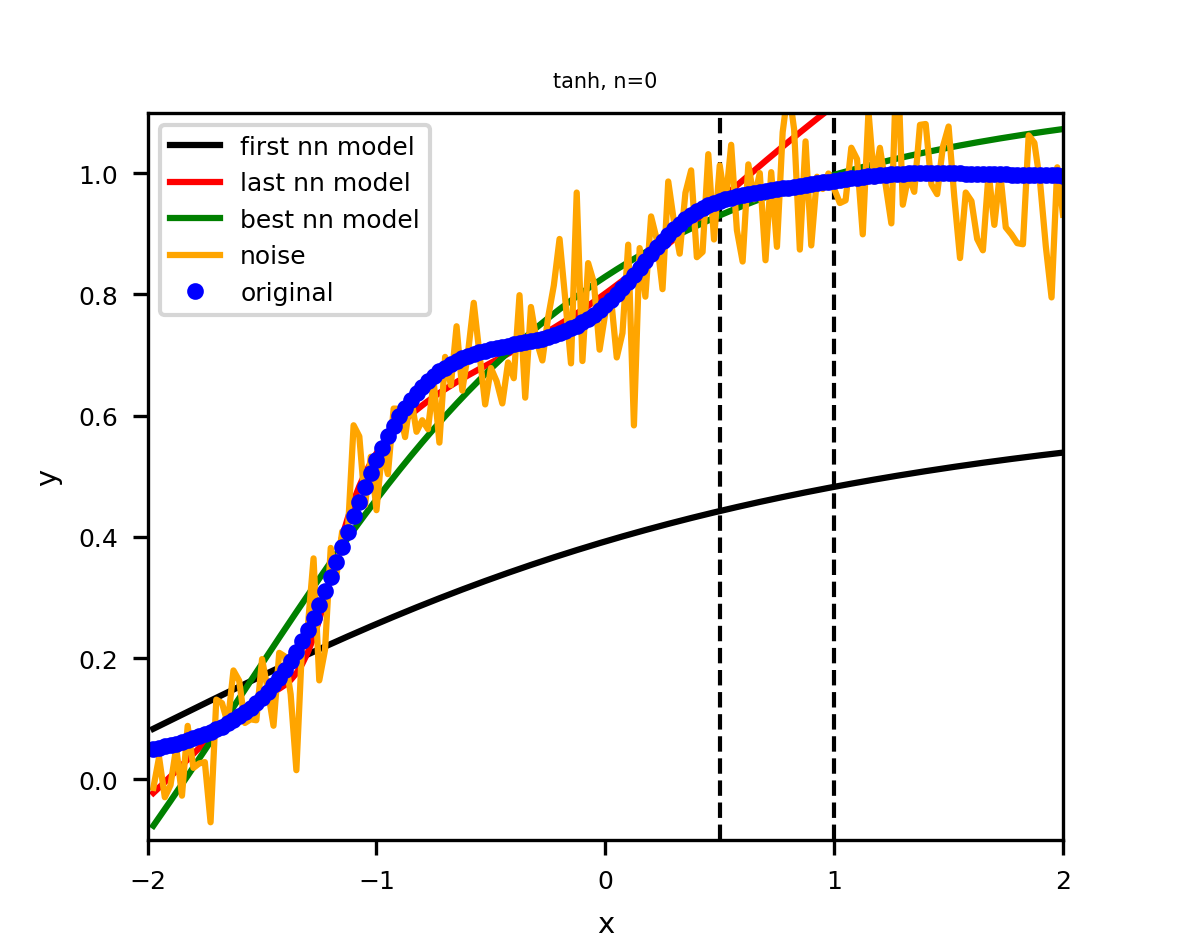 tanh, n=0
first nn model
last nn model
best nn model
noise
original
1.0
0.8
0.6
0.4
0.2
0.0
y
−2
−1
0
1
2
x